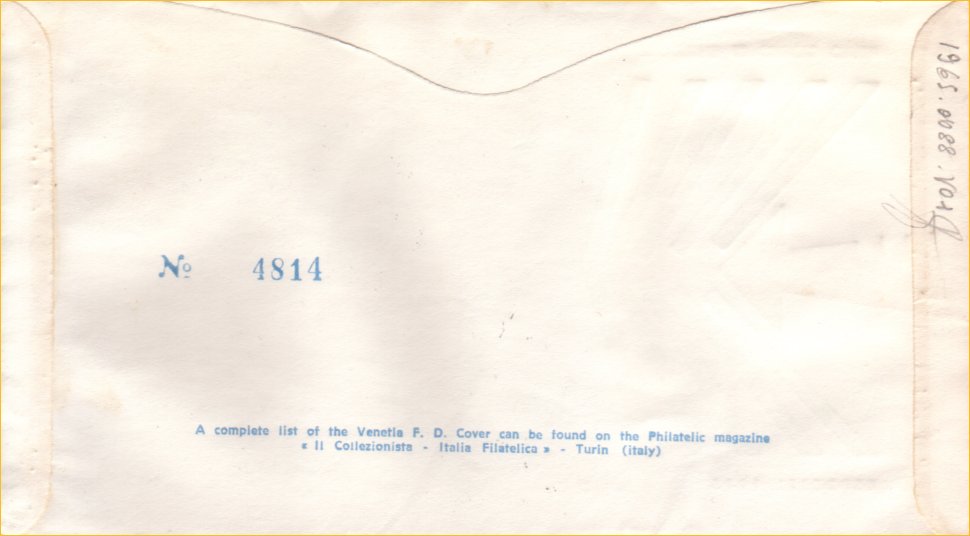 № 4814
A complete list of the Venetia F. D. Cover can be found on the Philatelic magazine
« Il Collezionista - Italia Filatelica » - Turin (italy)
1965.0088.